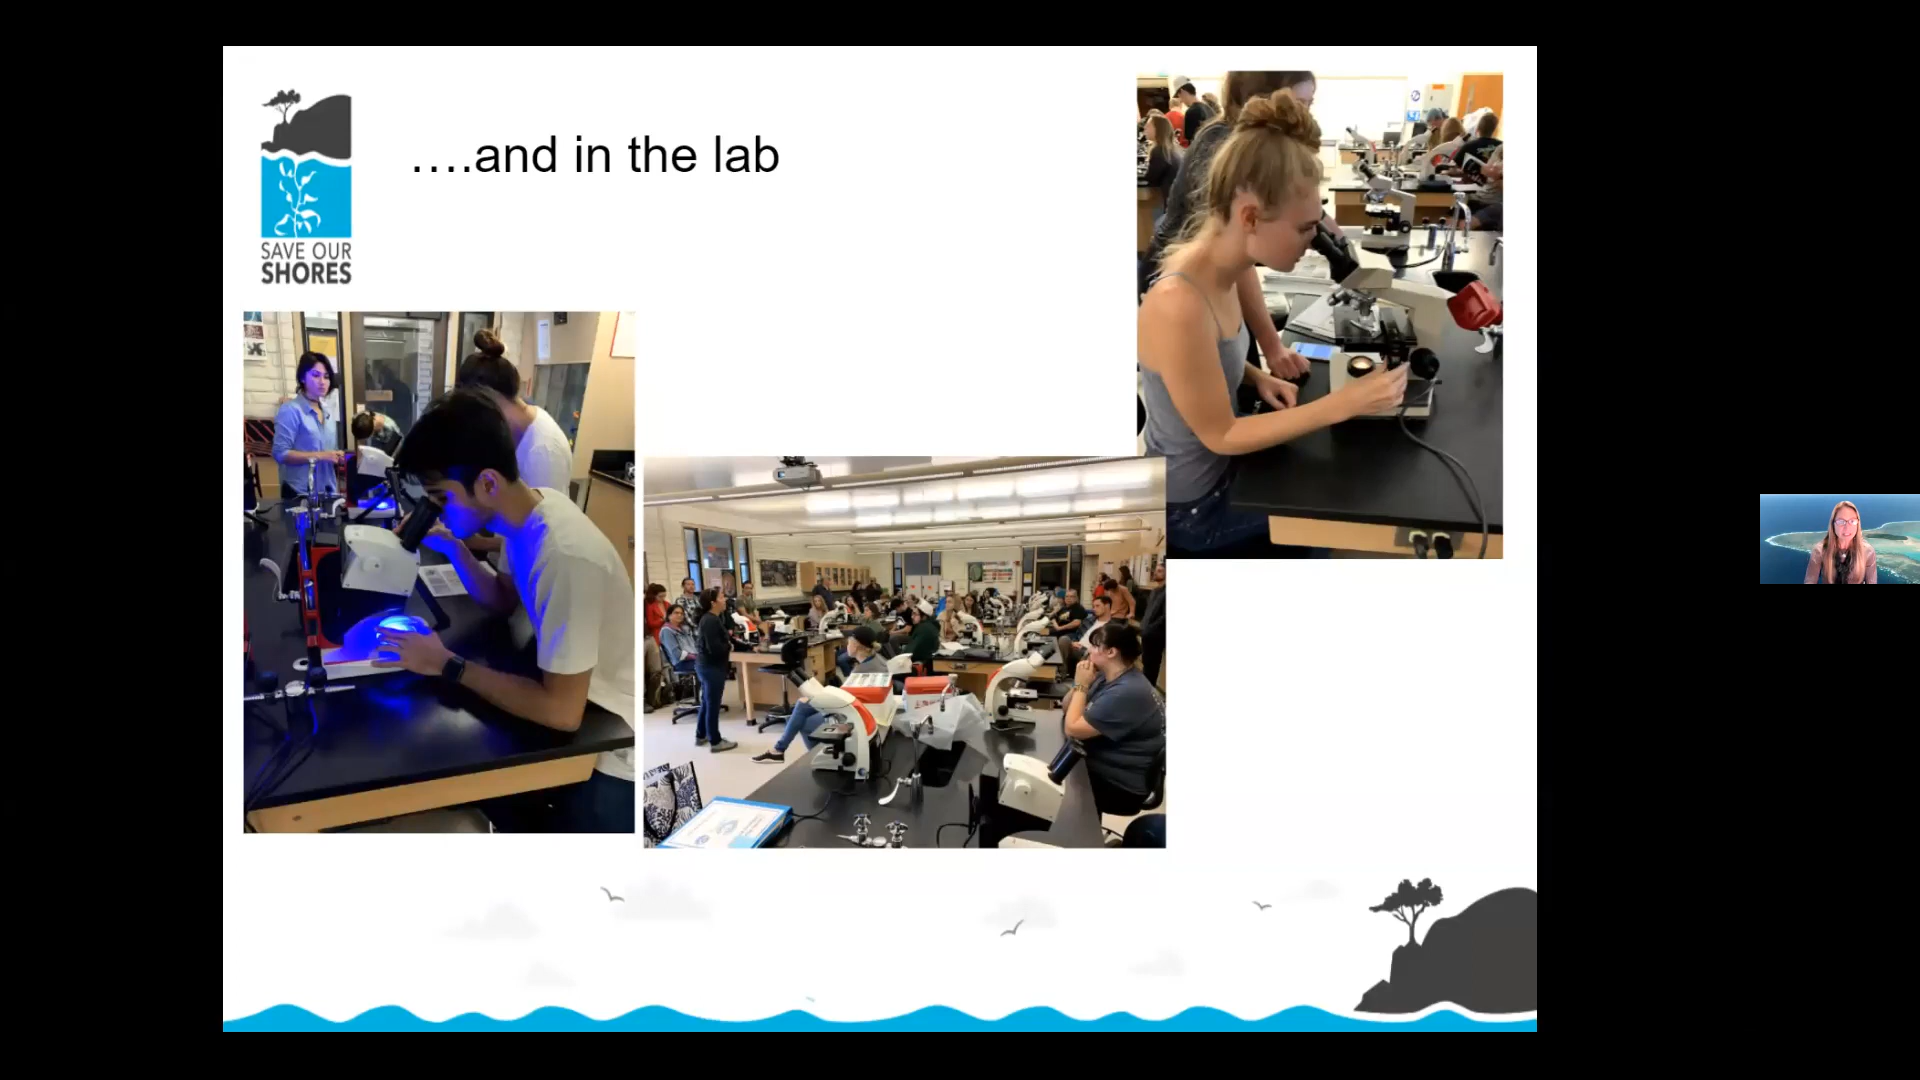 ….and in the lab
SAVE OUR
SHORES